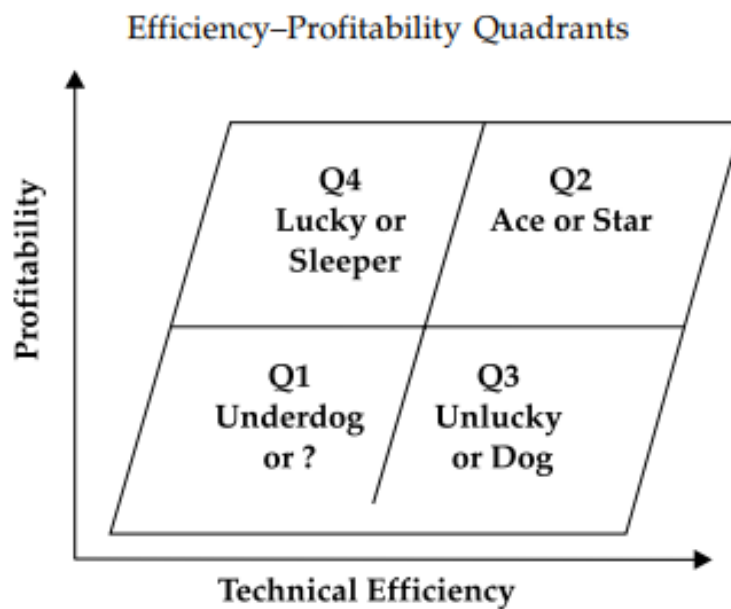 Efficiency–Profitability Quadrants
Profitability
Q4
Lucky or
Sleeper
Q2
Ace or Star
Q1
Underdog
or ?
Q3
Unlucky
or Dog
Technical Efficiency